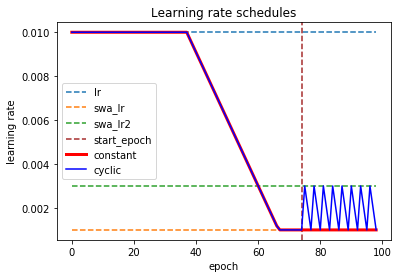 Learning rate schedules
0.010
0.008
0.006
0.004
0.002
learning rate
lr
swa_lr
swa_lr2
start_epoch
constant
cyclic
0
20
40
60
80
100
epoch